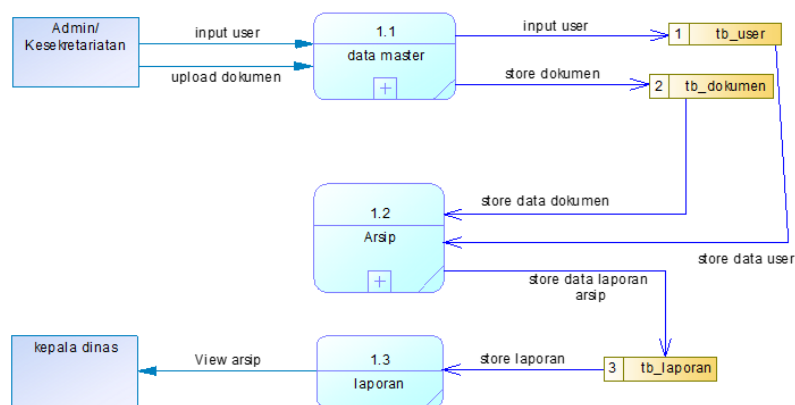 Admin/
Kesekretariatan
input user
upload dokumen
1.1
data master
input user
store dokumen
1 tb_user
2 tb_dokumen
store data dokumen
1.2
Arsip
store data user
store data laporan
arsip
kepala dinas
View arsip
1.3
laporan
store laporan
3 tb_laporan